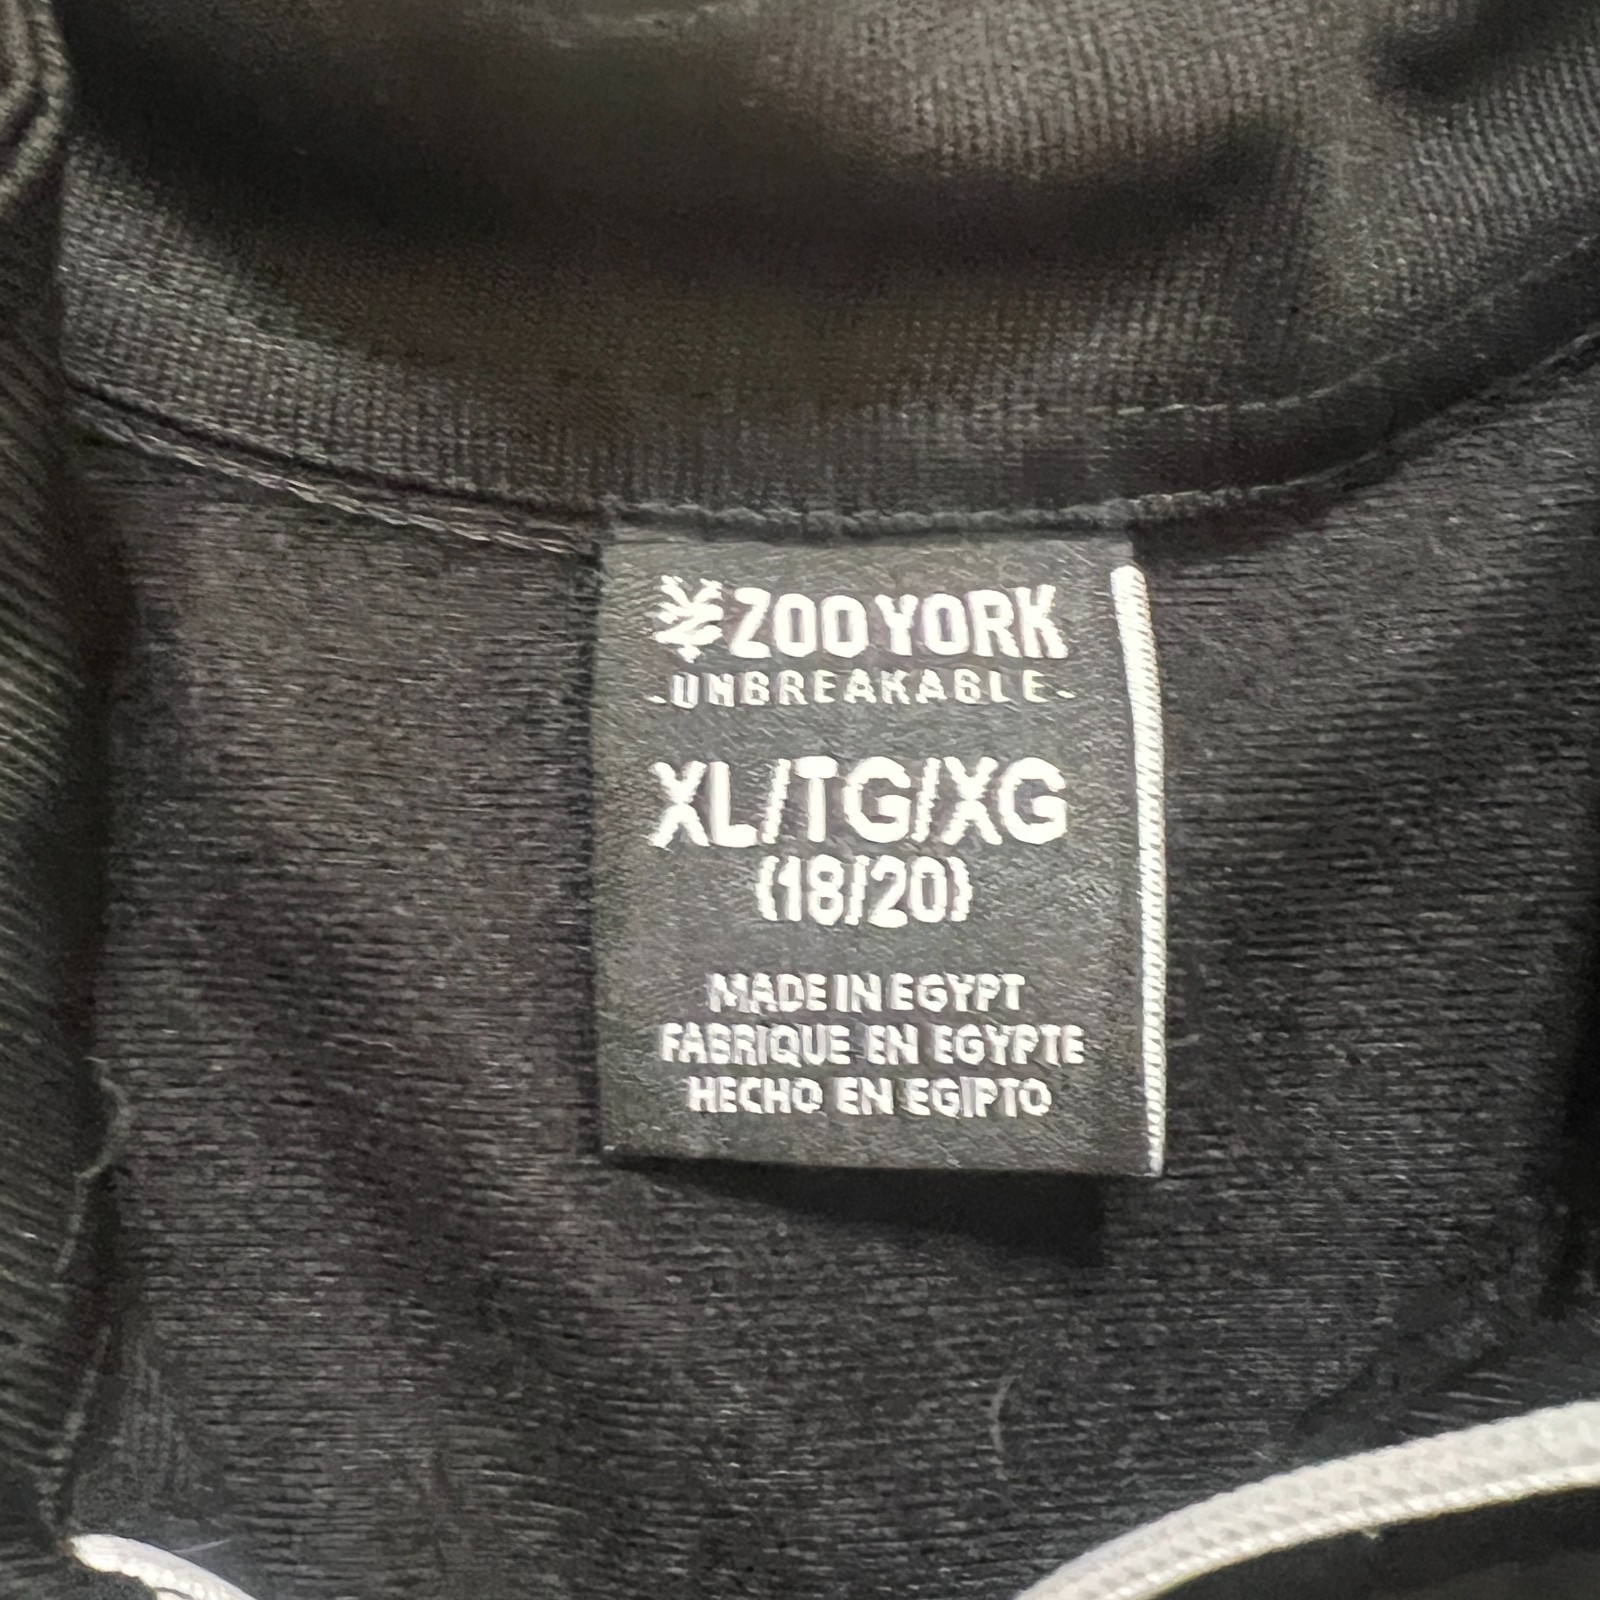 ZOO YORK
-UNBREAKABLE-
XL/TG/XG
(18/20)
MADE IN EGYPT
FABRIQUE EN EGYPTE
HECHO EN EGIPTO